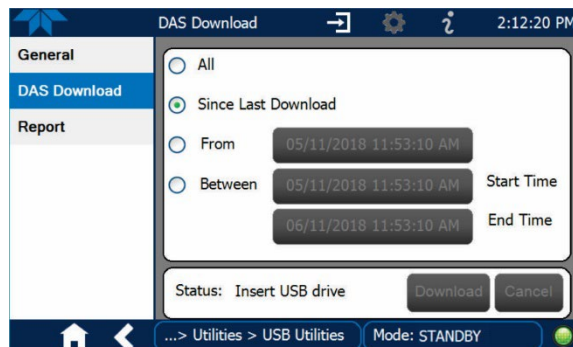 DAS Download 2:12:20 PM
General
DAS Download
Report
All
Since Last Download
From 05/11/2018 11:53:10 AM
Between 05/11/2018 11:53:10 AM Start Time
06/11/2018 11:53:10 AM End Time
Status: Insert USB drive Download Cancel
...> Utilities > USB Utilities Mode: STANDBY